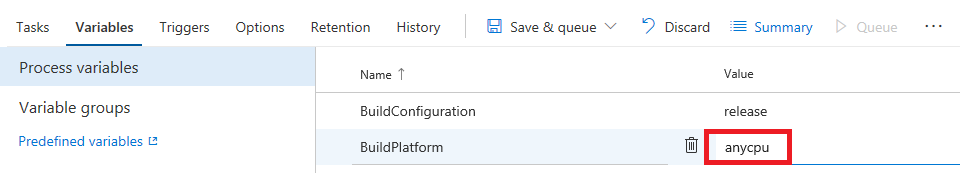 Tasks Variables Triggers Options Retention History Save & queue Discard Summary Queue ...
Process variables
Name ↑ Value
Variable groups
BuildConfiguration release
Predefined variables
BuildPlatform anycpu